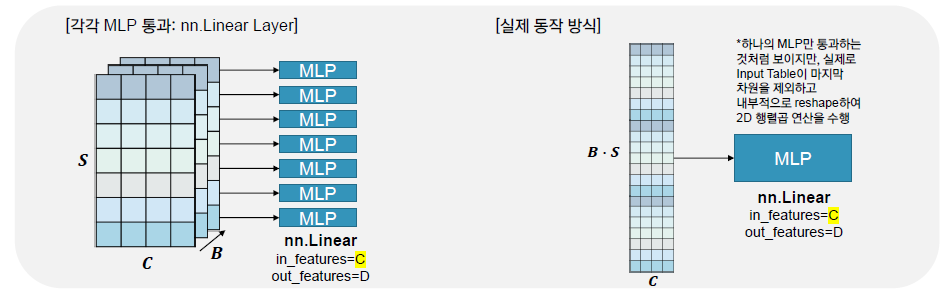 [각각 MLP 통과: nn.Linear Layer]
MLP
MLP
MLP
MLP
MLP
MLP
MLP
S
C
B
nn.Linear
in_features=C
out_features=D
[실제 동작 방식]
*하나의 MLP만 통과하는
것처럼 보이지만, 실제로
Input Table이 마지막
차원을 제외하고
내부적으로 reshape하여
2D 행렬곱 연산을 수행
B · S
C
MLP
nn.Linear
in_features=C
out_features=D